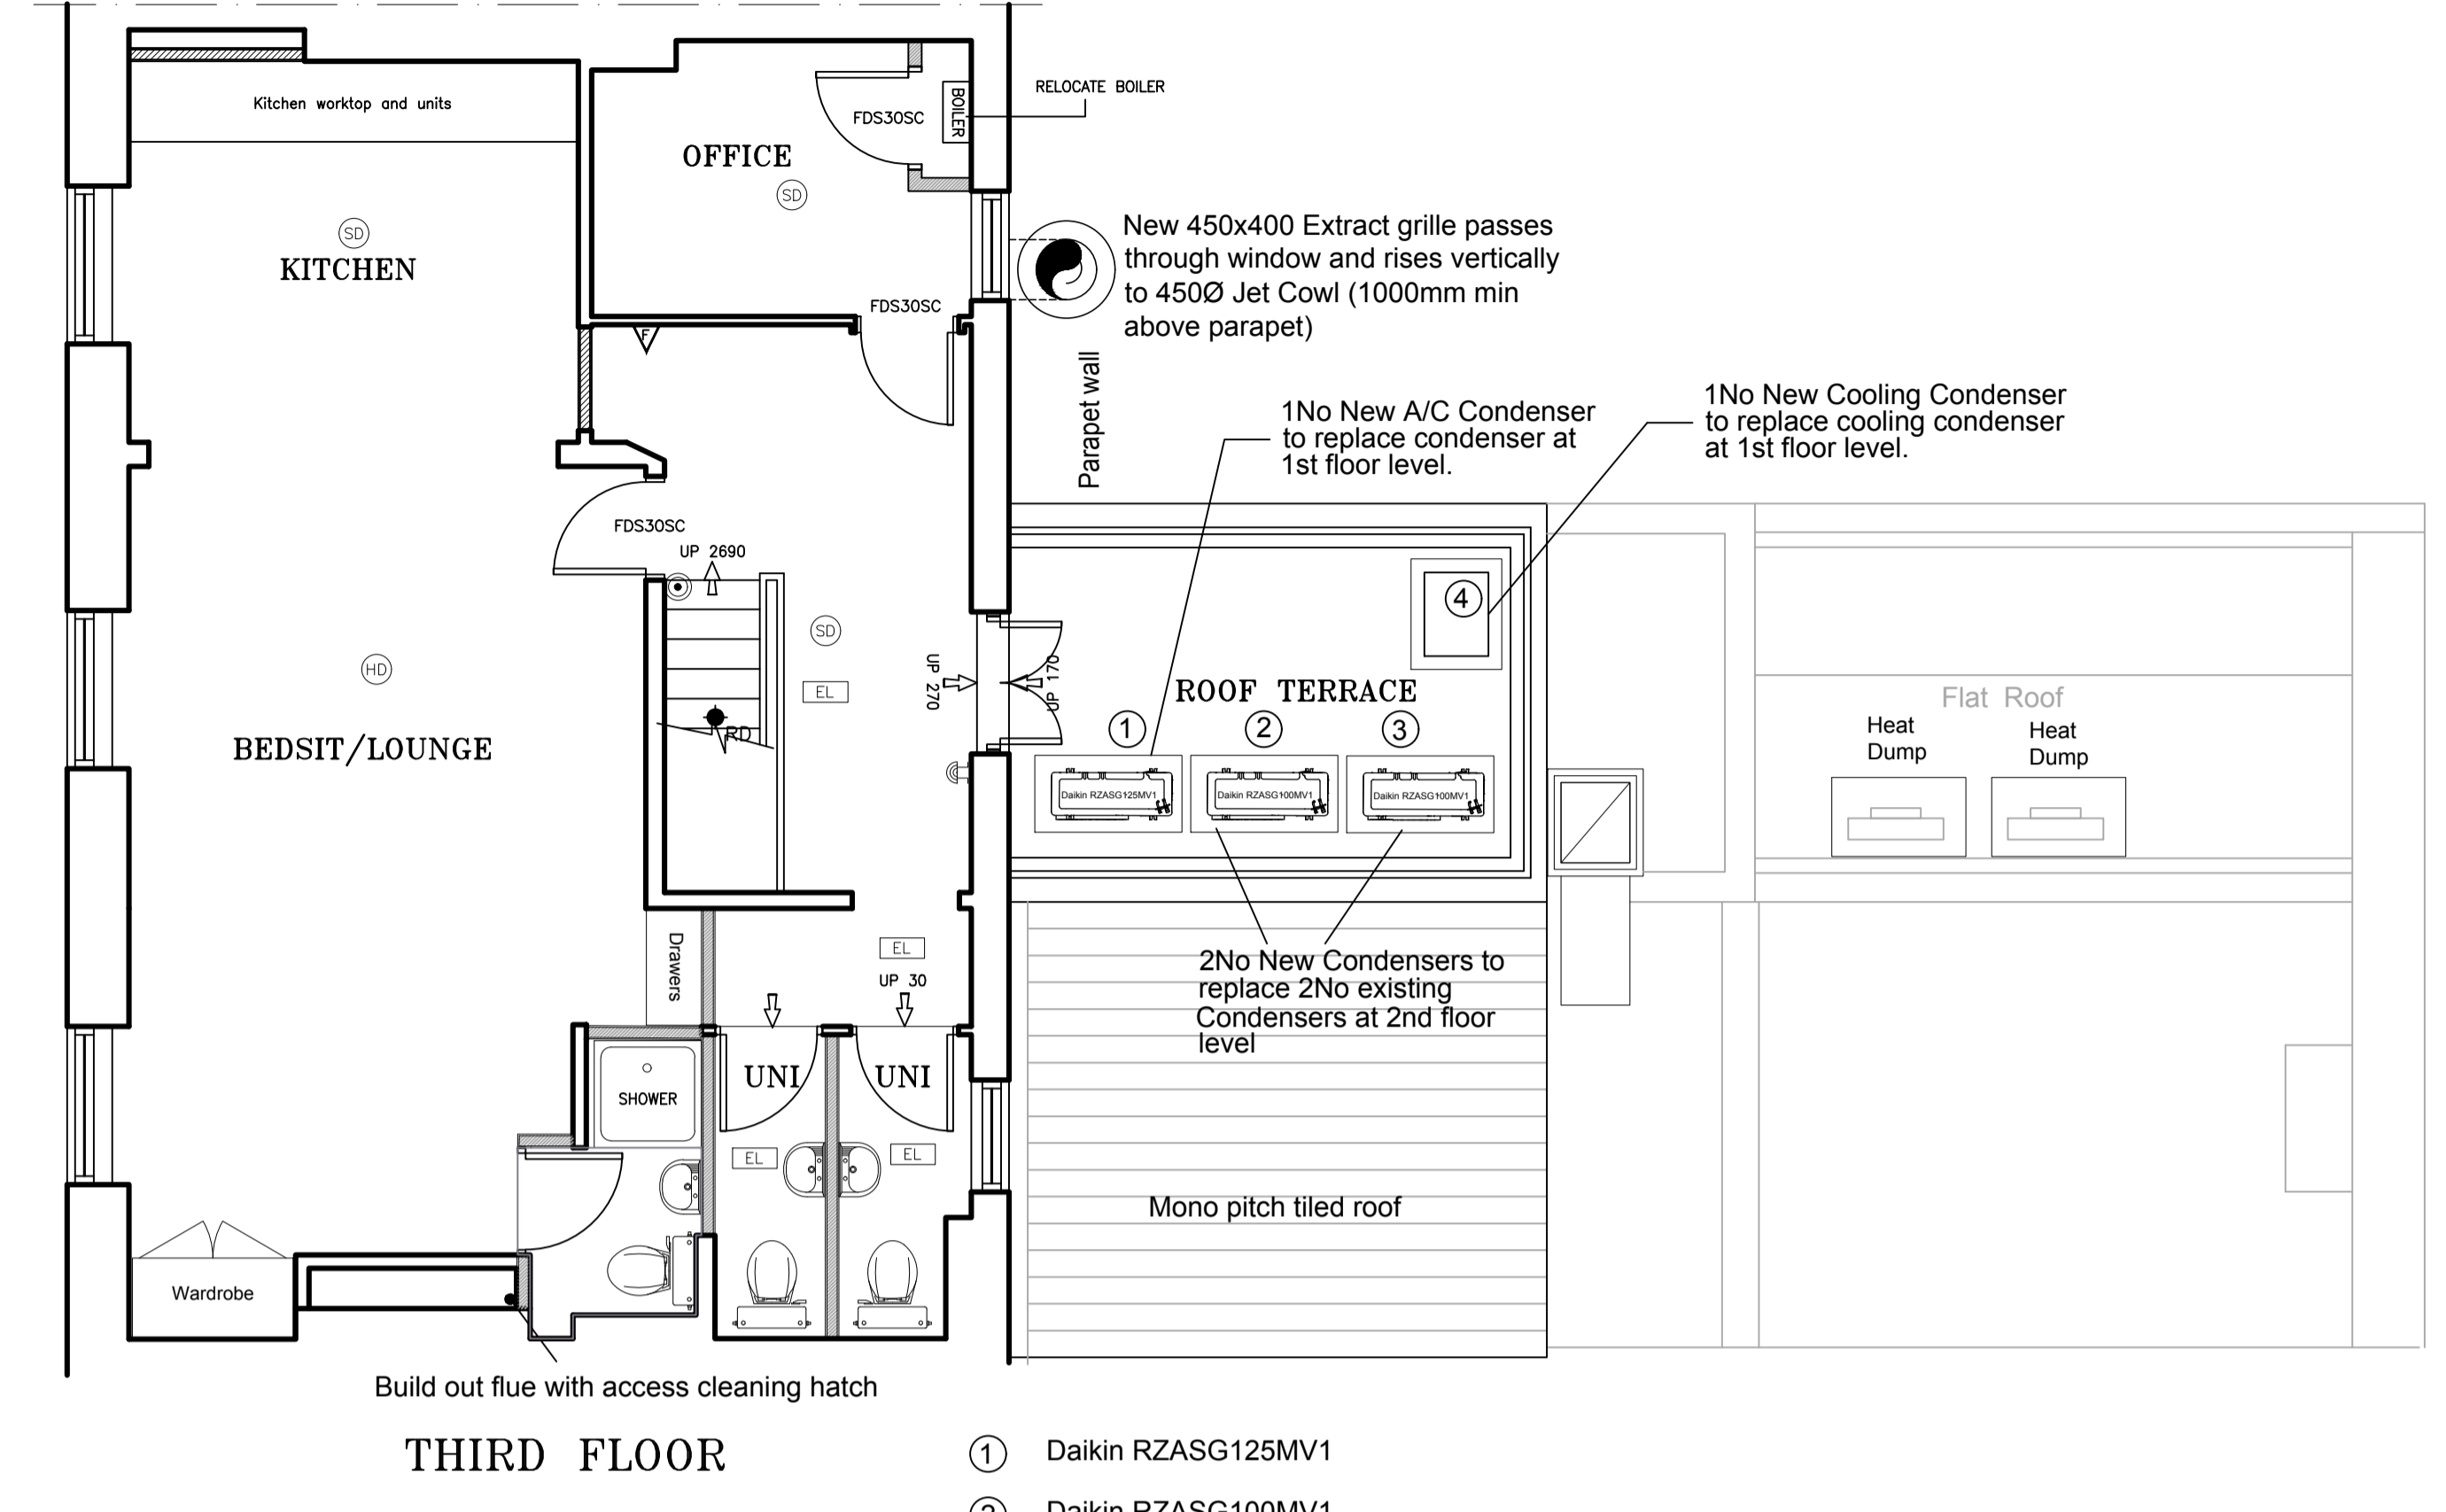 Kitchen worktop and units
OFFICE
SD
FDS30SC
BOILER
RELOCATE BOILER
SD
KITCHEN
New 450x400 Extract grille passes
through window and rises vertically
to 450Ø Jet Cowl (1000mm min
above parapet)
FDS30SC
F
Parapet wall
1No New A/C Condenser
to replace condenser at
1st floor level.
1No New Cooling Condenser
to replace cooling condenser
at 1st floor level.
FDS30SC
UP 2690
SD
EL
HD
RD
UP 270
UP 170
BEDSIT/LOUNGE
4
ROOF TERRACE
1
2
3
Daikin RZASG125MV1
Daikin RZASG100MV1
Daikin RZASG100MV1
Flat Roof
Heat
Dump
Heat
Dump
Drawers
EL
UP 30
2No New Condensers to
replace 2No existing
Condensers at 2nd floor
level
SHOWER
UNI
UNI
EL
EL
Mono pitch tiled roof
Wardrobe
Build out flue with access cleaning hatch
THIRD FLOOR
1 Daikin RZASG125MV1
2 Daikin RZASG100MV1